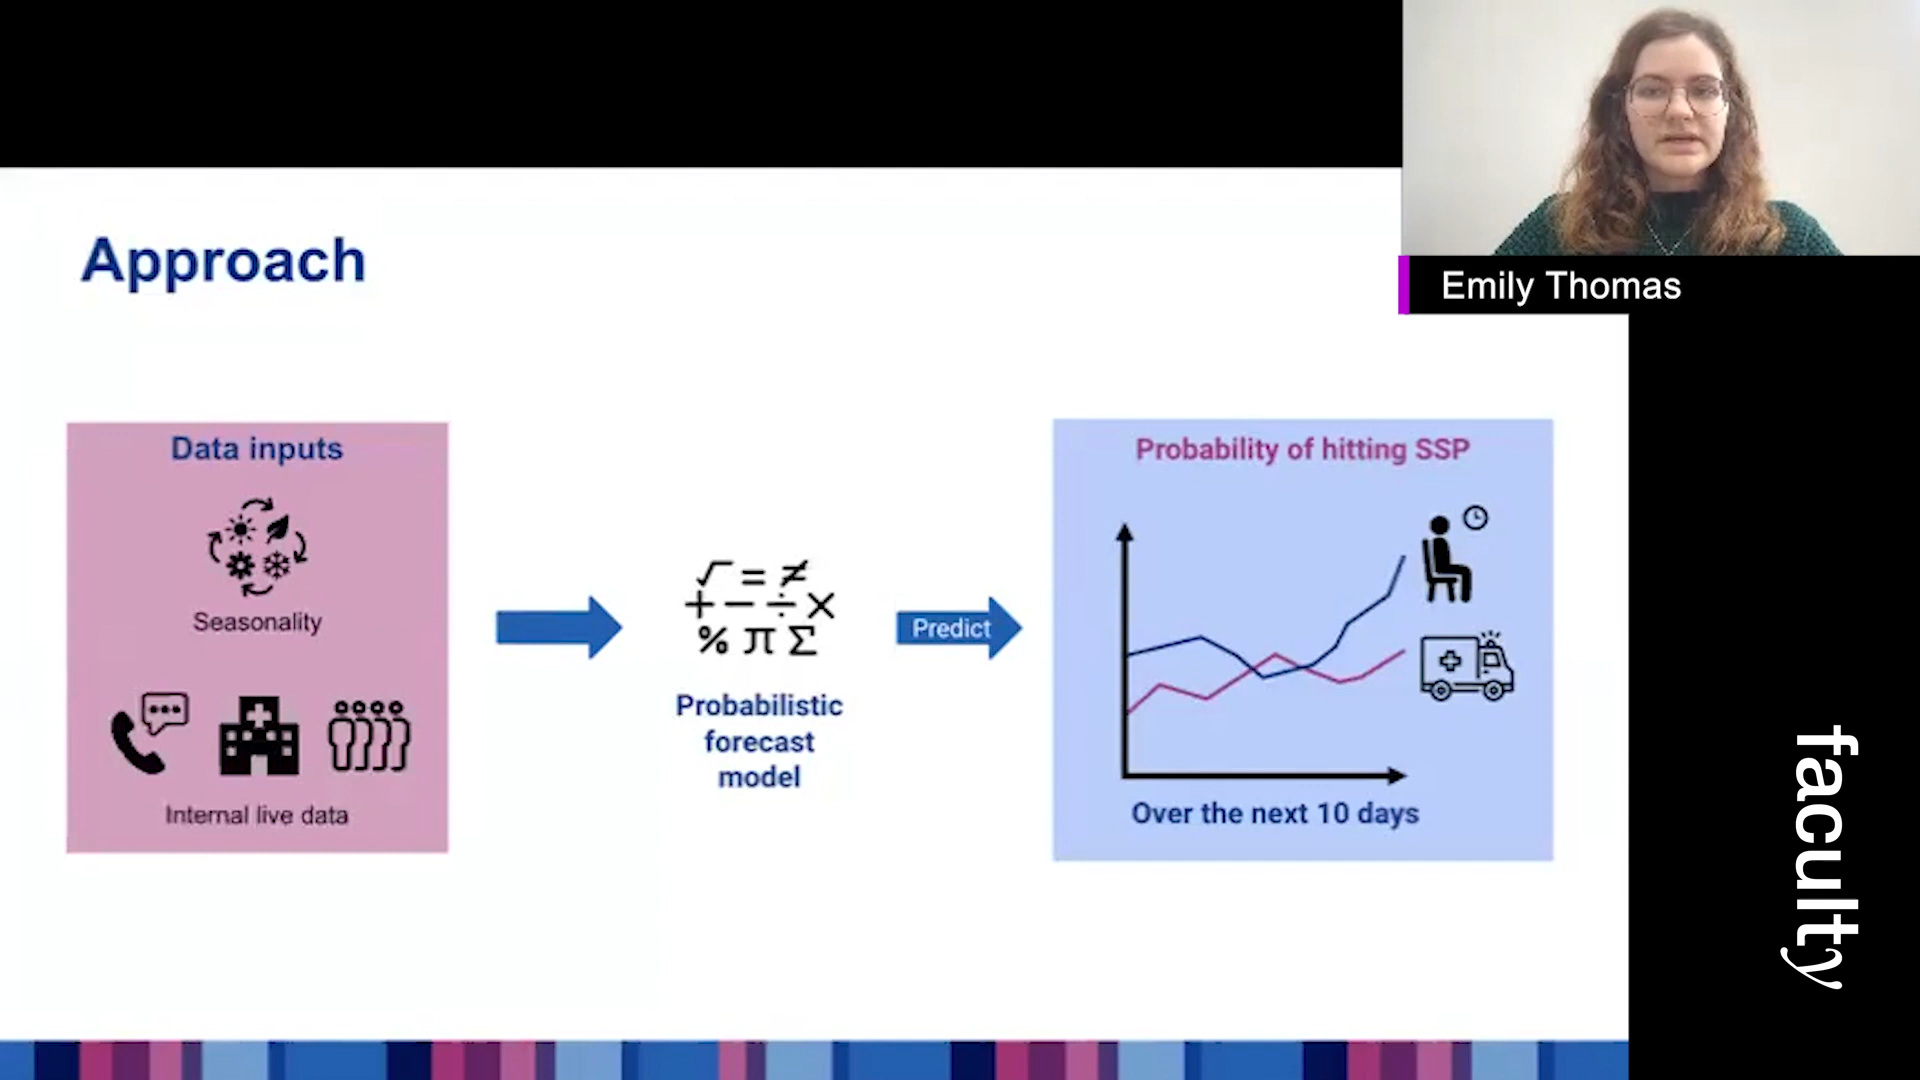 Approach
Emily Thomas
Data inputs
Seasonality
Internal live data
√ = ≠
+ − ÷ ×
% π Σ
Probabilistic
forecast
model
Predict
Probability of hitting SSP
Over the next 10 days
faculty